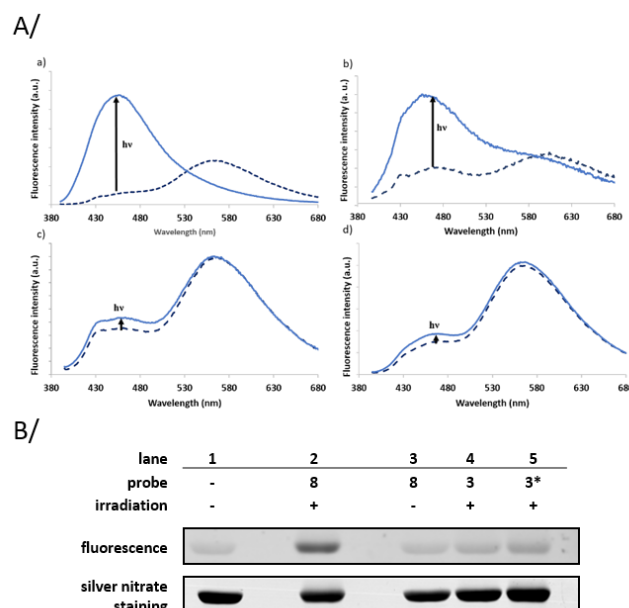 A/
a)
Fluorescence intensity (a.u.)
hν
380 430 480 530 580 630 680
Wavelength (nm)
b)
Fluorescence intensity (a. u.)
hν
380 430 480 530 580 630 680
Wavelength (nm)
c)
Fluorescence intensity (a.u.)
hν
380 430 480 530 580 630 680
Wavelength (nm)
d)
Fluorescence intensity (a.u.)
hν
380 430 480 530 580 630 680
Wavelength (nm)
B/
lane 1 2 3 4 5
probe - 8 8 3 3*
irradiation - + - + +
fluorescence
silver nitrate
staining